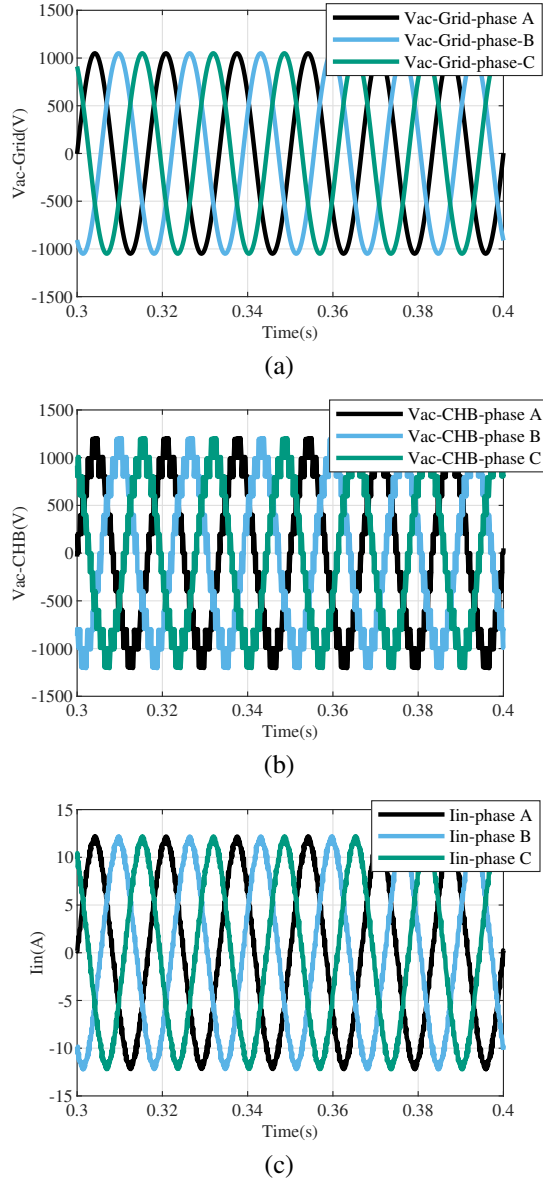 Vac-Grid-phase A
Vac-Grid-phase-B
Vac-Grid-phase-C
1500
1000
500
0
-500
-1000
-1500
Vac-Grid(V)
0.3 0.32 0.34 0.36 0.38 0.4
Time(s)
(a)
Vac-CHB-phase A
Vac-CHB-phase B
Vac-CHB-phase C
1500
1000
500
0
-500
-1000
-1500
Vac-CHB(V)
0.3 0.32 0.34 0.36 0.38 0.4
Time(s)
(b)
Iin-phase A
Iin-phase B
Iin-phase C
15
10
5
0
-5
-10
-15
Iin(A)
0.3 0.32 0.34 0.36 0.38 0.4
Time(s)
(c)